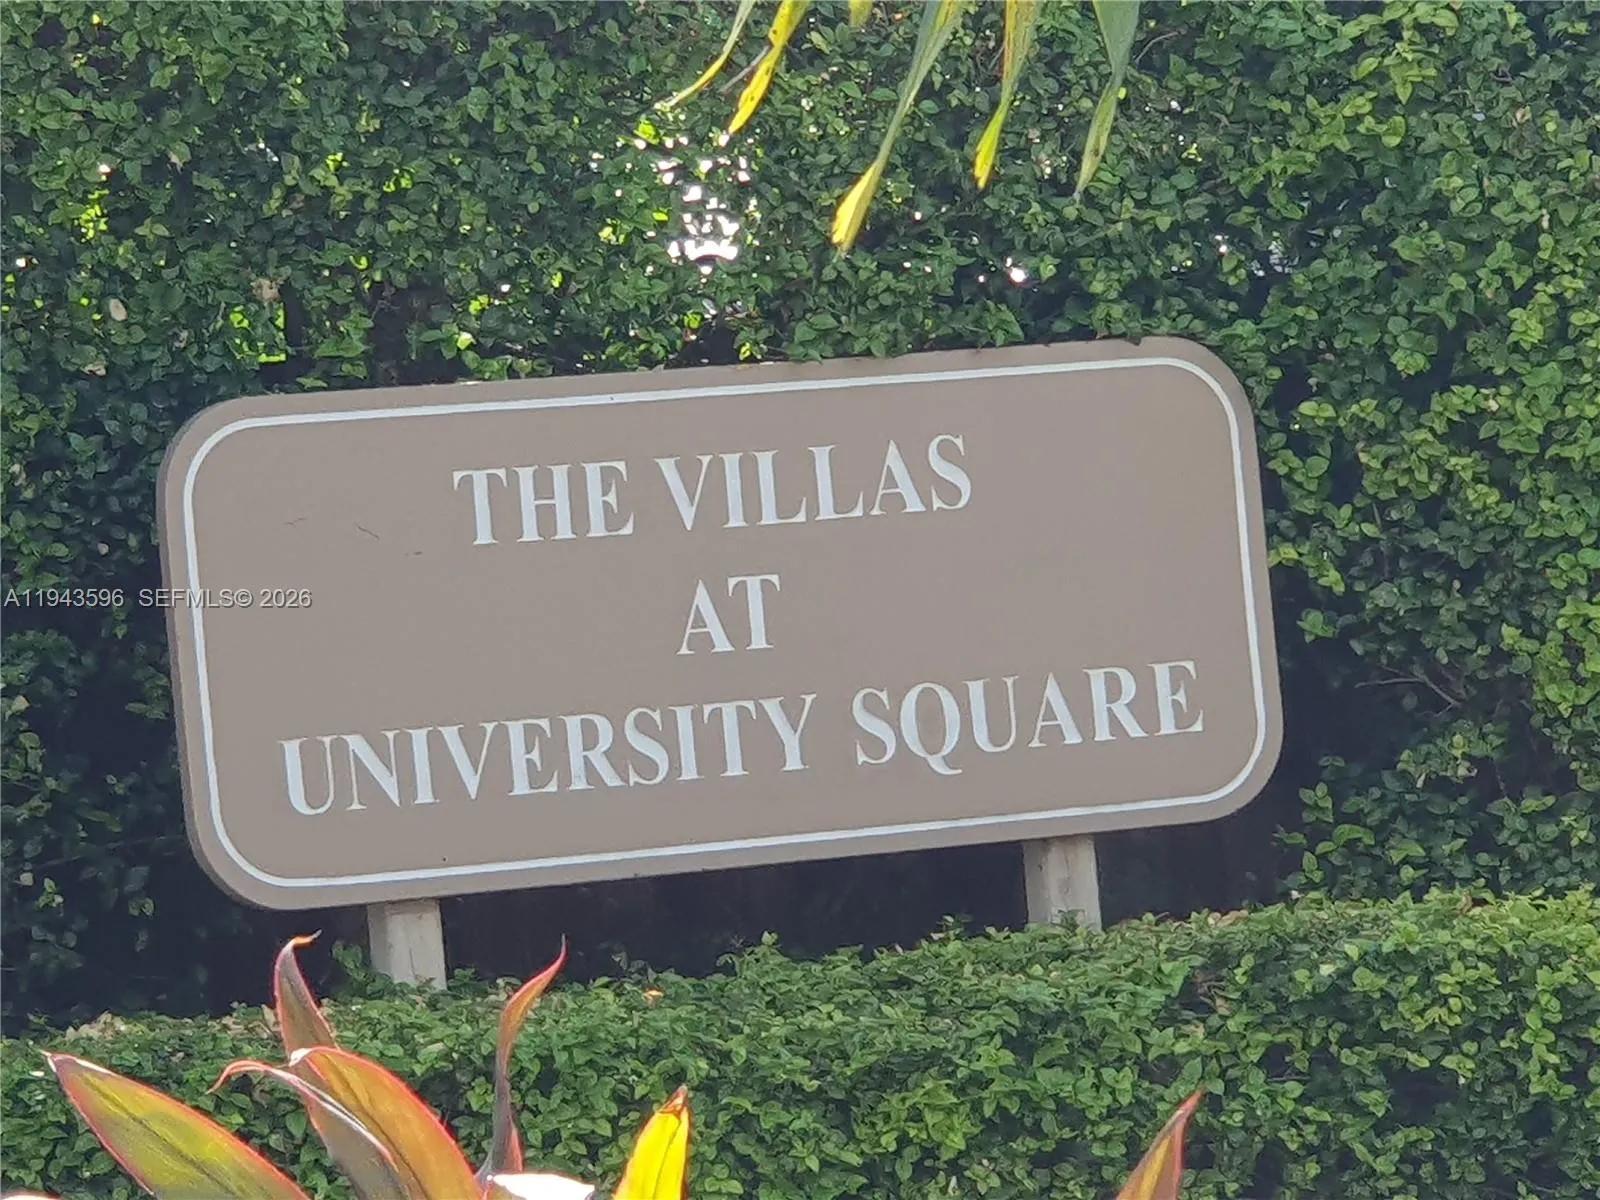 THE VILLAS
AT
A11943596 SEFMLS© 2026
UNIVERSITY SQUARE